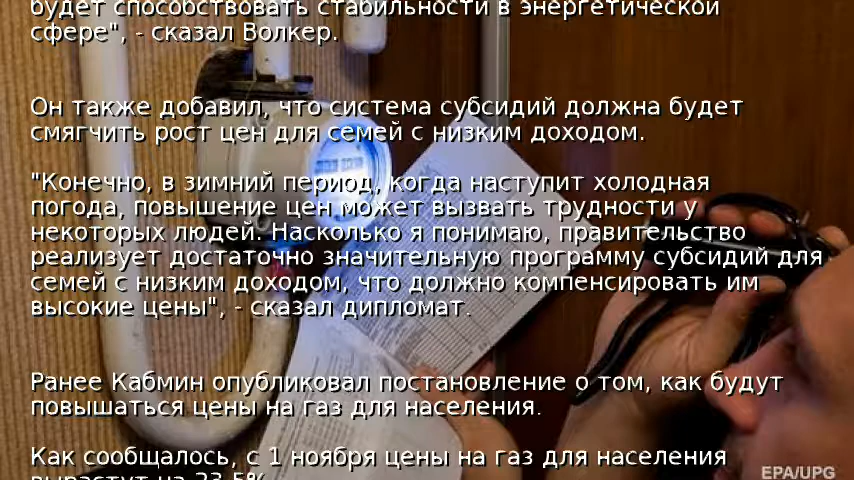 будет способствовать стабильности в энергетической
сфере", - сказал Волкер.
Он также добавил, что система субсидий должна будет
смягчить рост цен для семей с низким доходом.
"Конечно, в зимний период, когда наступит холодная
погода, повышение цен может вызвать трудности у
некоторых людей. Насколько я понимаю, правительство
реализует достаточно значительную программу субсидий для
семей с низким доходом, что должно компенсировать им
высокие цены", - сказал дипломат.
Ранее Кабмин опубликовал постановление о том, как будут
повышаться цены на газ для населения.
Как сообщалось, с 1 ноября цены на газ для населения
вырастут на 23,5%
EPA/UPG